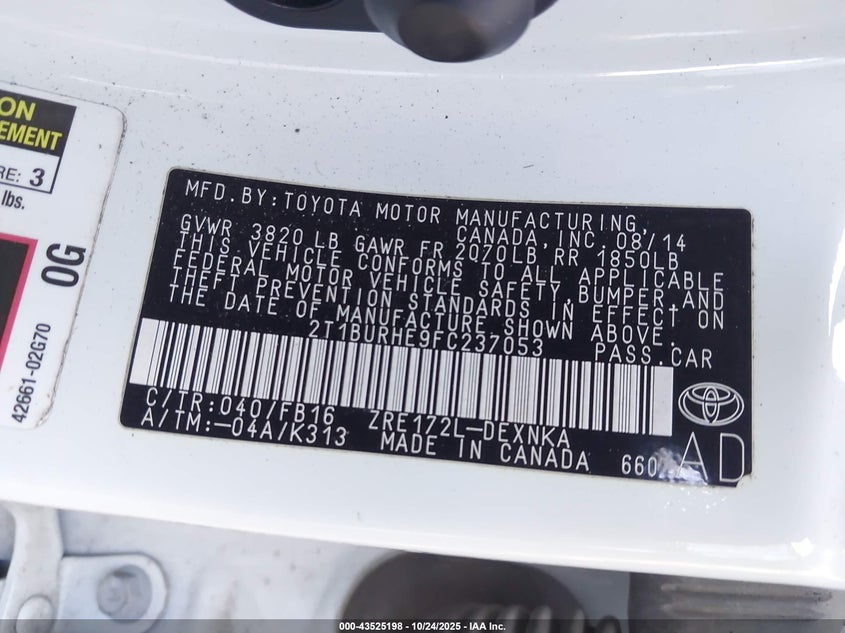 ON
EMENT
RE: 3
lbs.
OG
42661-02G70
MFD. BY: TOYOTA MOTOR MANUFACTURING,
CANADA, INC. 08/14
GVWR 3820 LB GAWR FR 2070LB RR 1850LB
THIS VEHICLE CONFORMS TO ALL APPLICABLE
FEDERAL MOTOR VEHICLE SAFETY, BUMPER, AND
THEFT PREVENTION STANDARDS IN EFFECT ON
THE DATE OF MANUFACTURE SHOWN ABOVE.
2T1BURHE9FC237053 PASS. CAR
C/TR: 040/FB16 ZRE172L-DEXNKA
A/TM: -04A/K313 MADE IN CANADA 660
AD
000-43525198 - 10/24/2025 - IAA Inc.